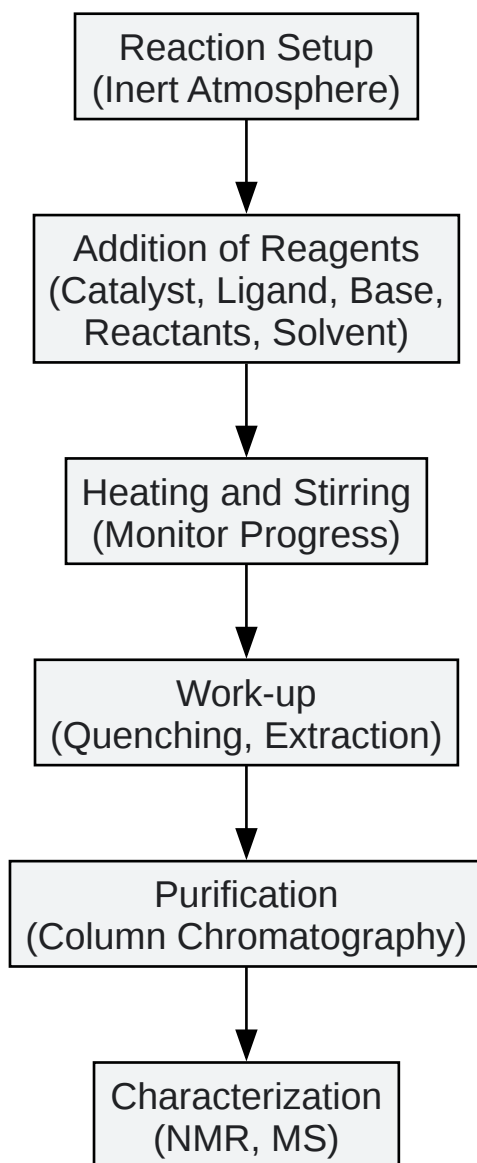 Reaction Setup
(Inert Atmosphere)
Addition of Reagents
(Catalyst, Ligand, Base,
Reactants, Solvent)
Heating and Stirring
(Monitor Progress)
Work-up
(Quenching, Extraction)
Purification
(Column Chromatography)
Characterization
(NMR, MS)